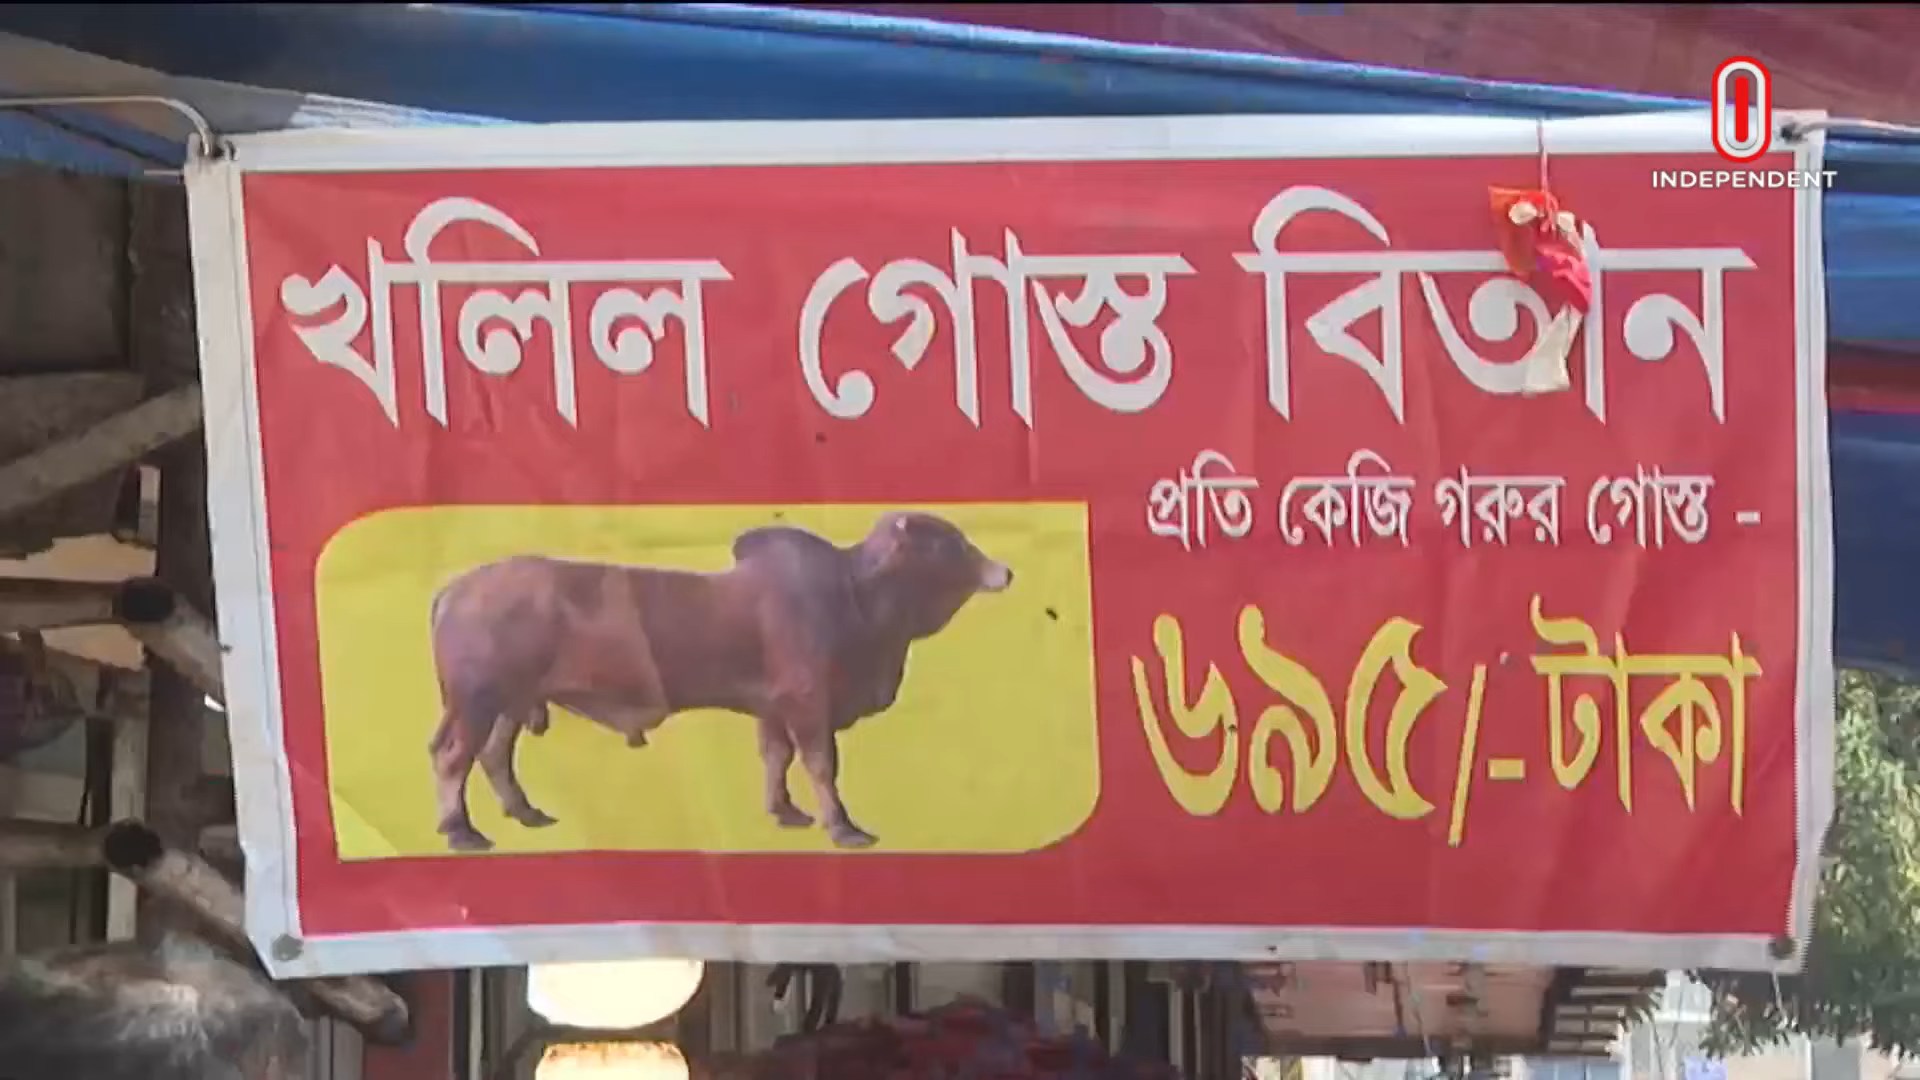 INDEPENDENT
খলিল গোস্ত বিতান
প্রতি কেজি গরুর গোস্ত -
৬৯৫/- টাকা